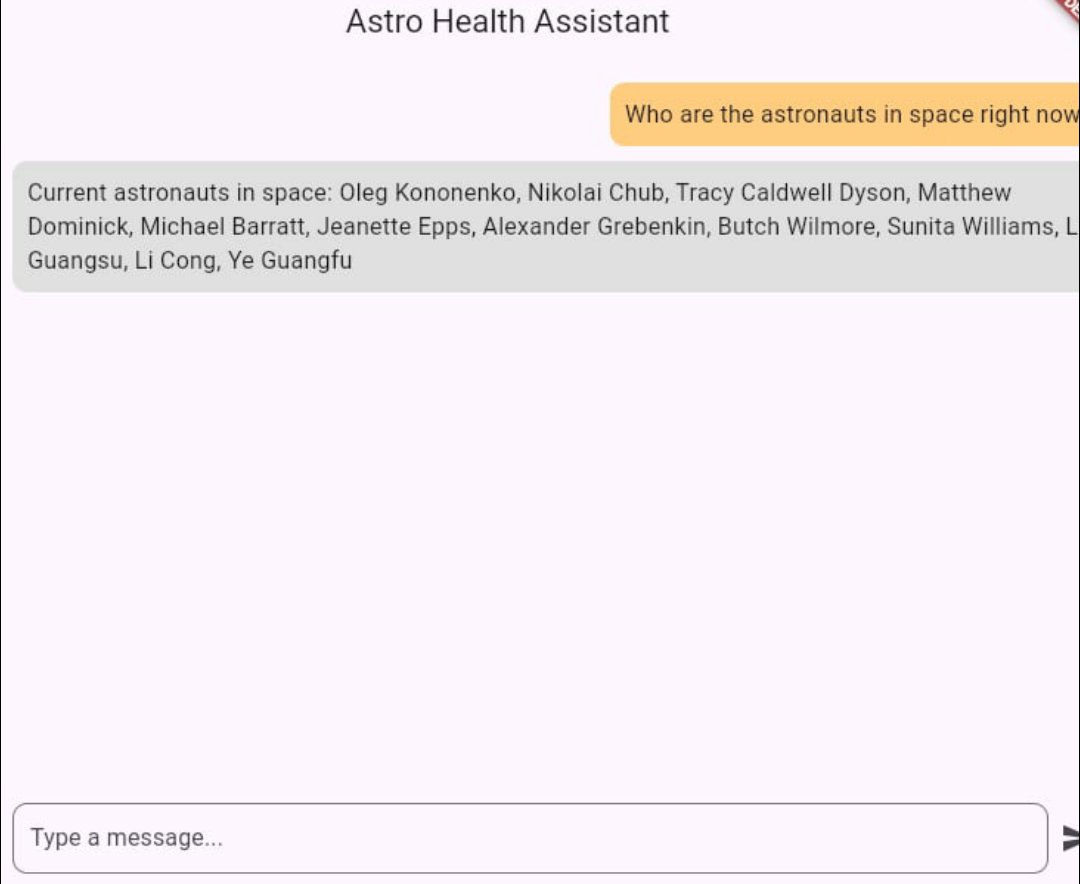 Astro Health Assistant
Who are the astronauts in space right now
Current astronauts in space: Oleg Kononenko, Nikolai Chub, Tracy Caldwell Dyson, Matthew
Dominick, Michael Barratt, Jeanette Epps, Alexander Grebenkin, Butch Wilmore, Sunita Williams,
Guangsu, Li Cong, Ye Guangfu
Type a message...